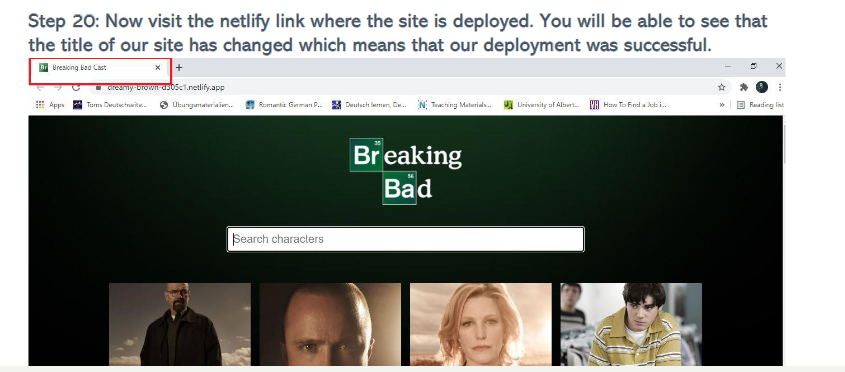 Step 20: Now visit the netlify link where the site is deployed. You will be able to see that
the title of our site has changed which means that our deployment was successful.
Breaking Bad Cast
dreamy-brown-d305c1.netlify.app
Apps Toms Deutschseite... Übungsmaterialien... Romantic German P... Deutsch lernen, De... Teaching Materials... University of Albert... How To Find a Job i... » Reading list
35
Breaking
56
Bad
Search characters